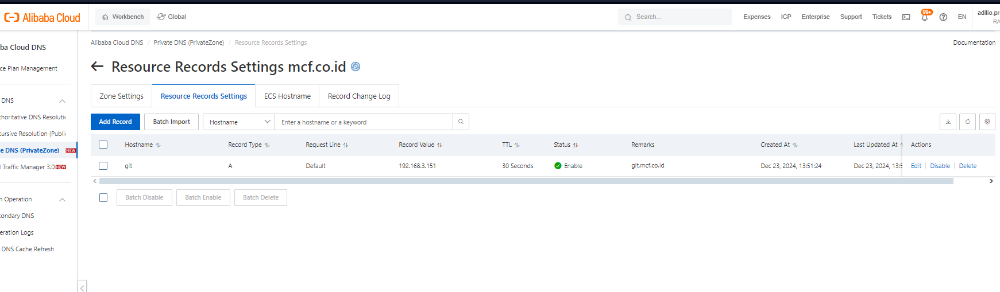 Alibaba Cloud Workbench Global Search... Expenses ICP Enterprise Support Tickets 99+ EN aditio.pr
RA
ba Cloud DNS
ce Plan Management
DNS
thoritative DNS Resolutic
cursive Resolution (Public
e DNS (PrivateZone) NEW
l Traffic Manager 3.0 NEW
n Operation
condary DNS
eration Logs
DNS Cache Refresh
Alibaba Cloud DNS / Private DNS (PrivateZone) / Resource Records Settings Documentation
Resource Records Settings mcf.co.id
Zone Settings Resource Records Settings ECS Hostname Record Change Log
Add Record Batch Import Hostname Enter a hostname or a keyword
Hostname Record Type Request Line Record Value TTL Status Remarks Created At Last Updated At Actions
git A Default 192.168.3.151 30 Seconds Enable git.mcf.co.id Dec 23, 2024, 13:51:24 Dec 23, 2024, 13:5 Edit Disable Delete
Batch Disable Batch Enable Batch Delete